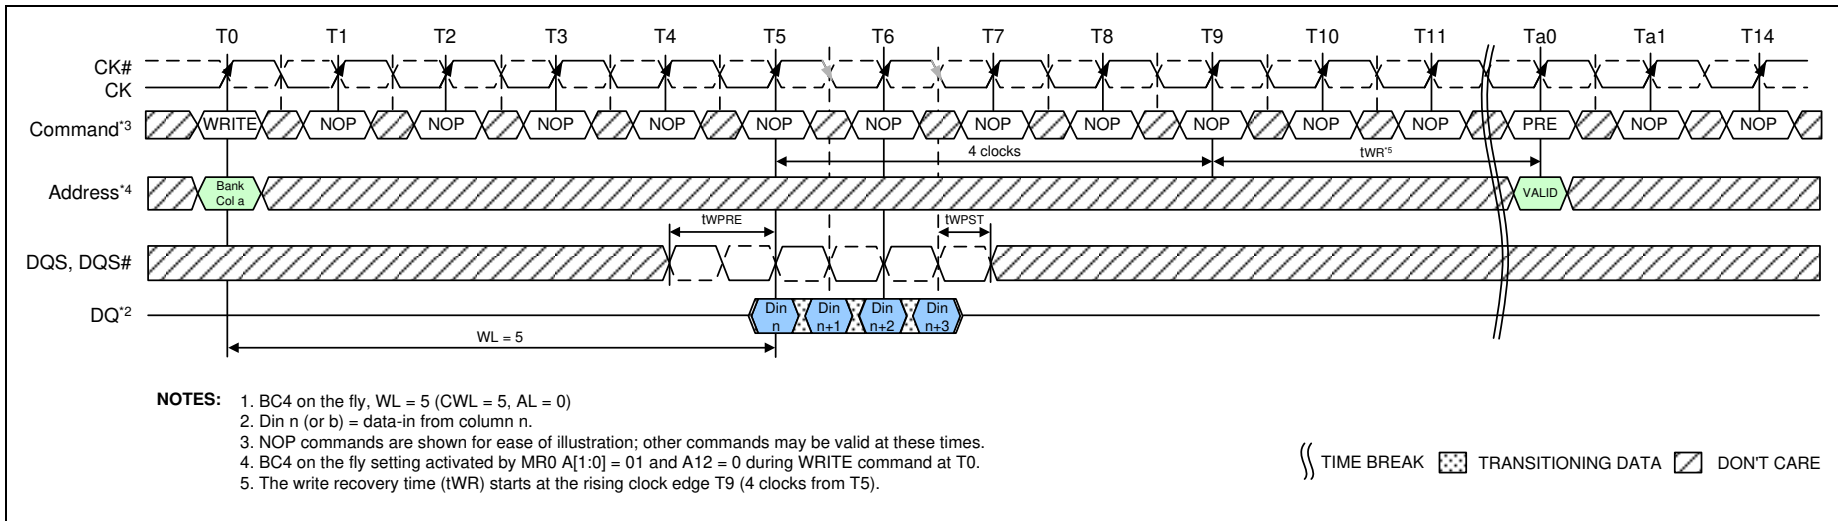 T0 T1 T2 T3 T4 T5 T6 T7 T8 T9 T10 T11 Ta0 Ta1 T14
CK#
CK
Command*3 WRITE NOP NOP NOP NOP NOP NOP NOP NOP NOP NOP NOP PRE NOP NOP
4 clocks tWR*5
Address*4 Bank Col a VALID
tWPRE tWPST
DQS, DQS#
DQ*2 Din n Din n+1 Din n+2 Din n+3
WL = 5
NOTES: 1. BC4 on the fly, WL = 5 (CWL = 5, AL = 0)
2. Din n (or b) = data-in from column n.
3. NOP commands are shown for ease of illustration; other commands may be valid at these times.
4. BC4 on the fly setting activated by MR0 A[1:0] = 01 and A12 = 0 during WRITE command at T0.
5. The write recovery time (tWR) starts at the rising clock edge T9 (4 clocks from T5).
TIME BREAK TRANSITIONING DATA DON'T CARE